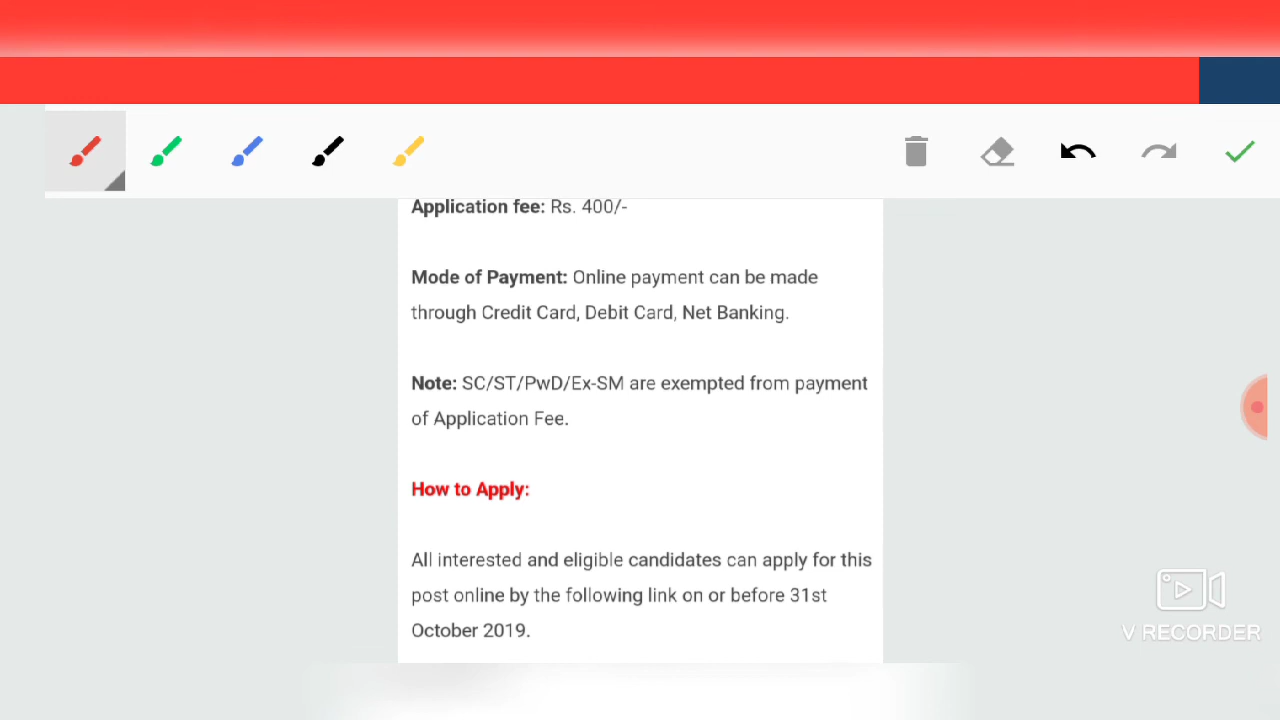 Application fee: Rs. 400/-
Mode of Payment: Online payment can be made
through Credit Card, Debit Card, Net Banking.
Note: SC/ST/PwD/Ex-SM are exempted from payment
of Application Fee.
How to Apply:
All interested and eligible candidates can apply for this
post online by the following link on or before 31st
October 2019.
V RECORDER